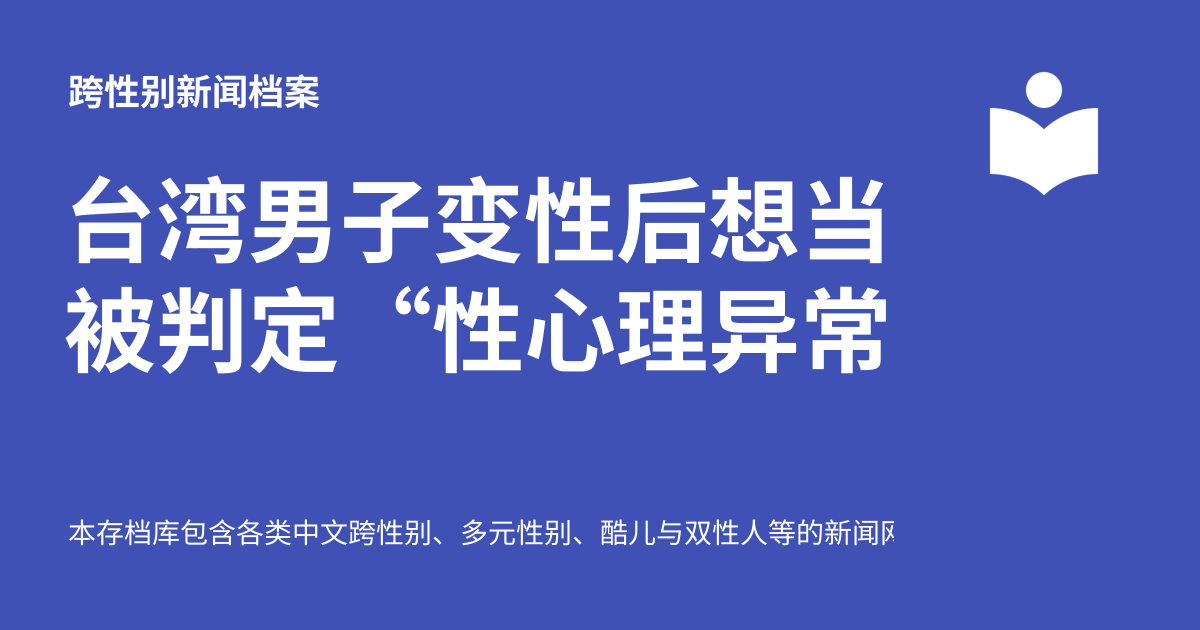 跨性别新闻档案
台湾男子变性后想当
被判定“性心理异常
本存档库包含各类中文跨性别、多元性别、酷儿与双性人等的新闻